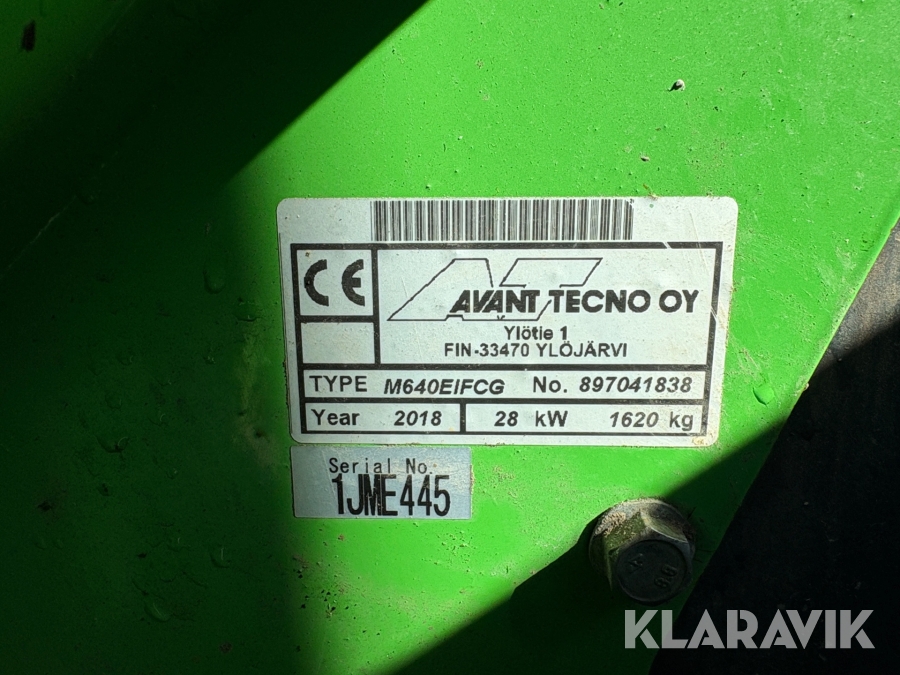 CE
AVANT TECNO OY
Ylötie 1
FIN-33470 YLÖJÄRVI
TYPE M640EIFCG No. 897041838
Year 2018 28 kW 1620 kg
Serial No.
1JME445
KLARAVIK